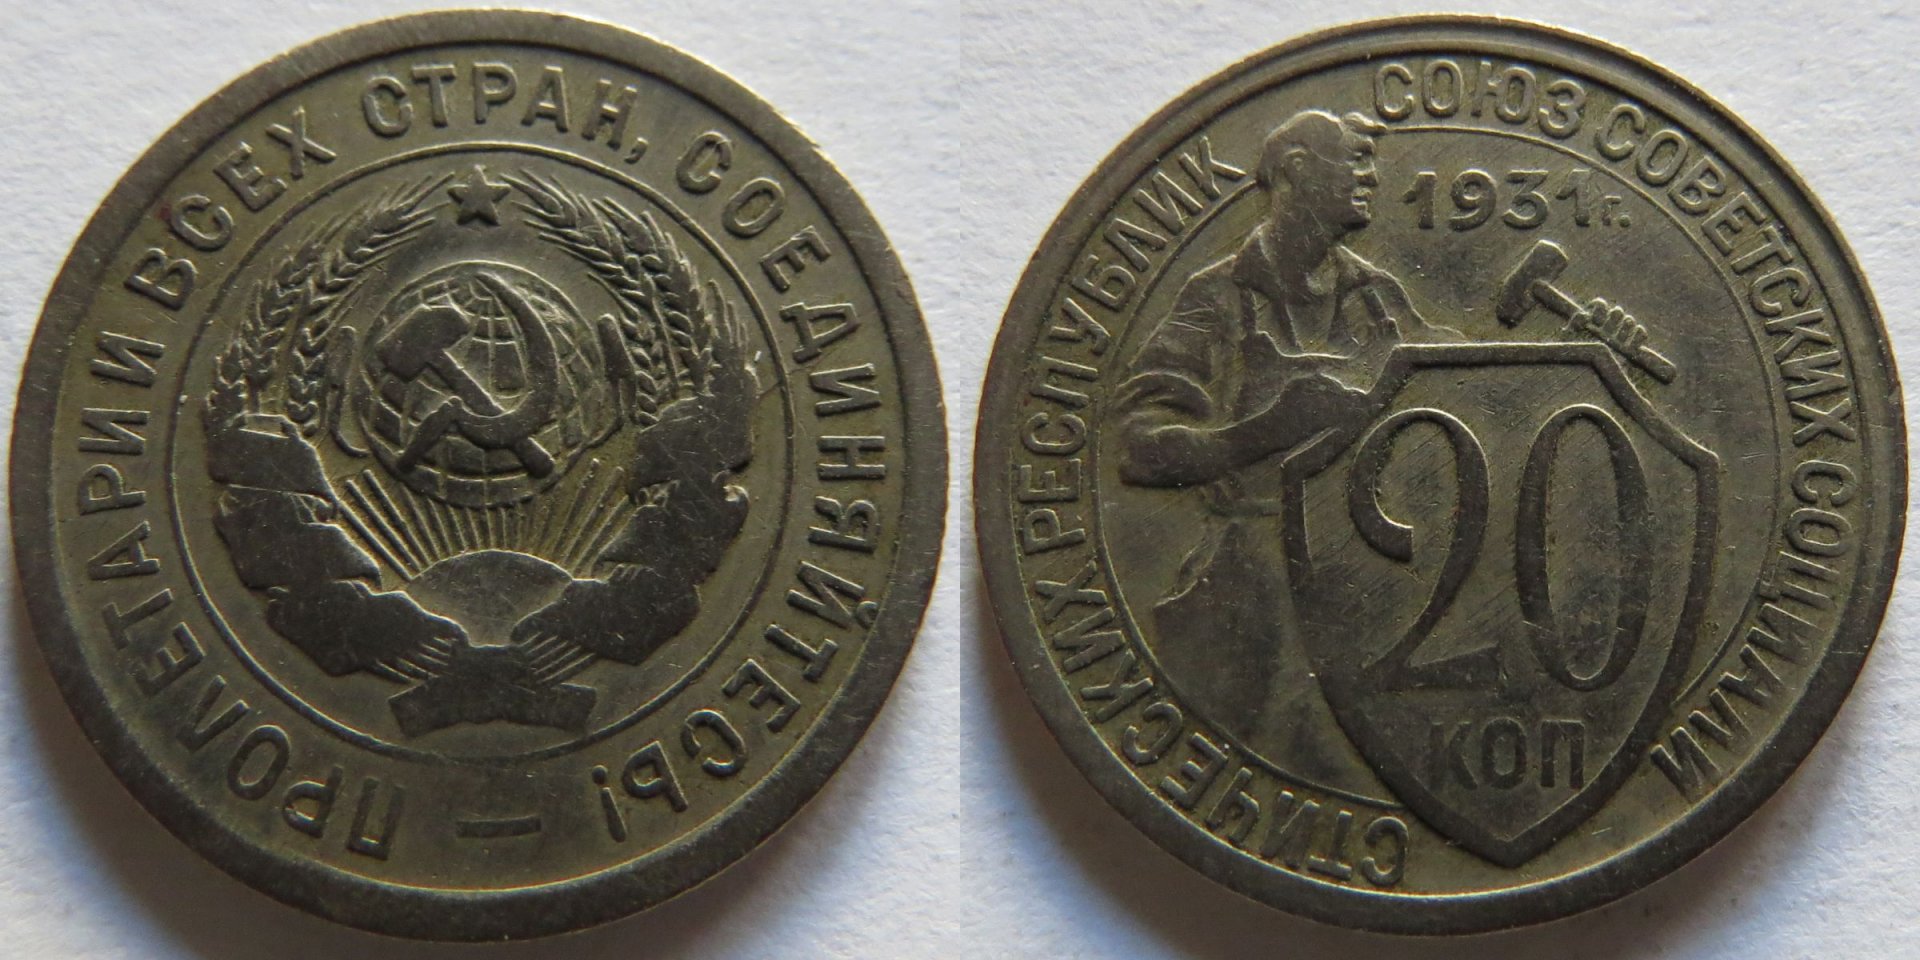 ПРОЛЕТАРИИ ВСЕХ СТРАН, СОЕДИНЯЙТЕСЬ! —
СОЮЗ СОВЕТСКИХ СОЦИАЛИСТИЧЕСКИХ РЕСПУБЛИК
1931г.
20
КОП